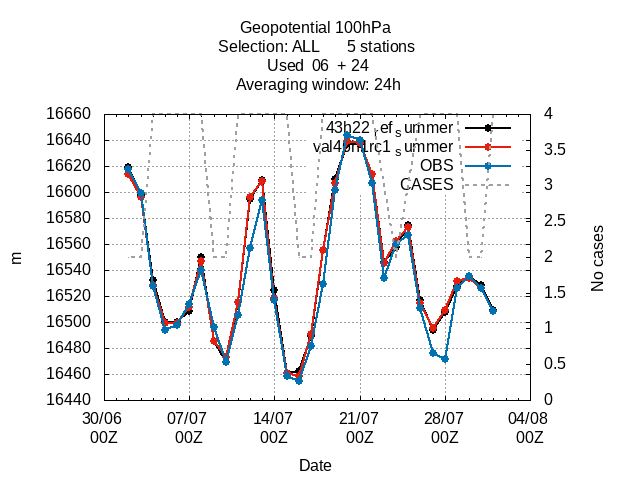 Geopotential 100hPa
Selection: ALL 5 stations
Used 06 + 24
Averaging window: 24h
16660
16640
16620
16600
16580
16560
16540
16520
16500
16480
16460
16440
m
4
3.5
3
2.5
2
1.5
1
0.5
0
No cases
43h22_ref_summer
OBS
CASES
30/06 07/07 14/07 21/07 28/07 04/08
00Z 00Z 00Z 00Z 00Z 00Z
Date